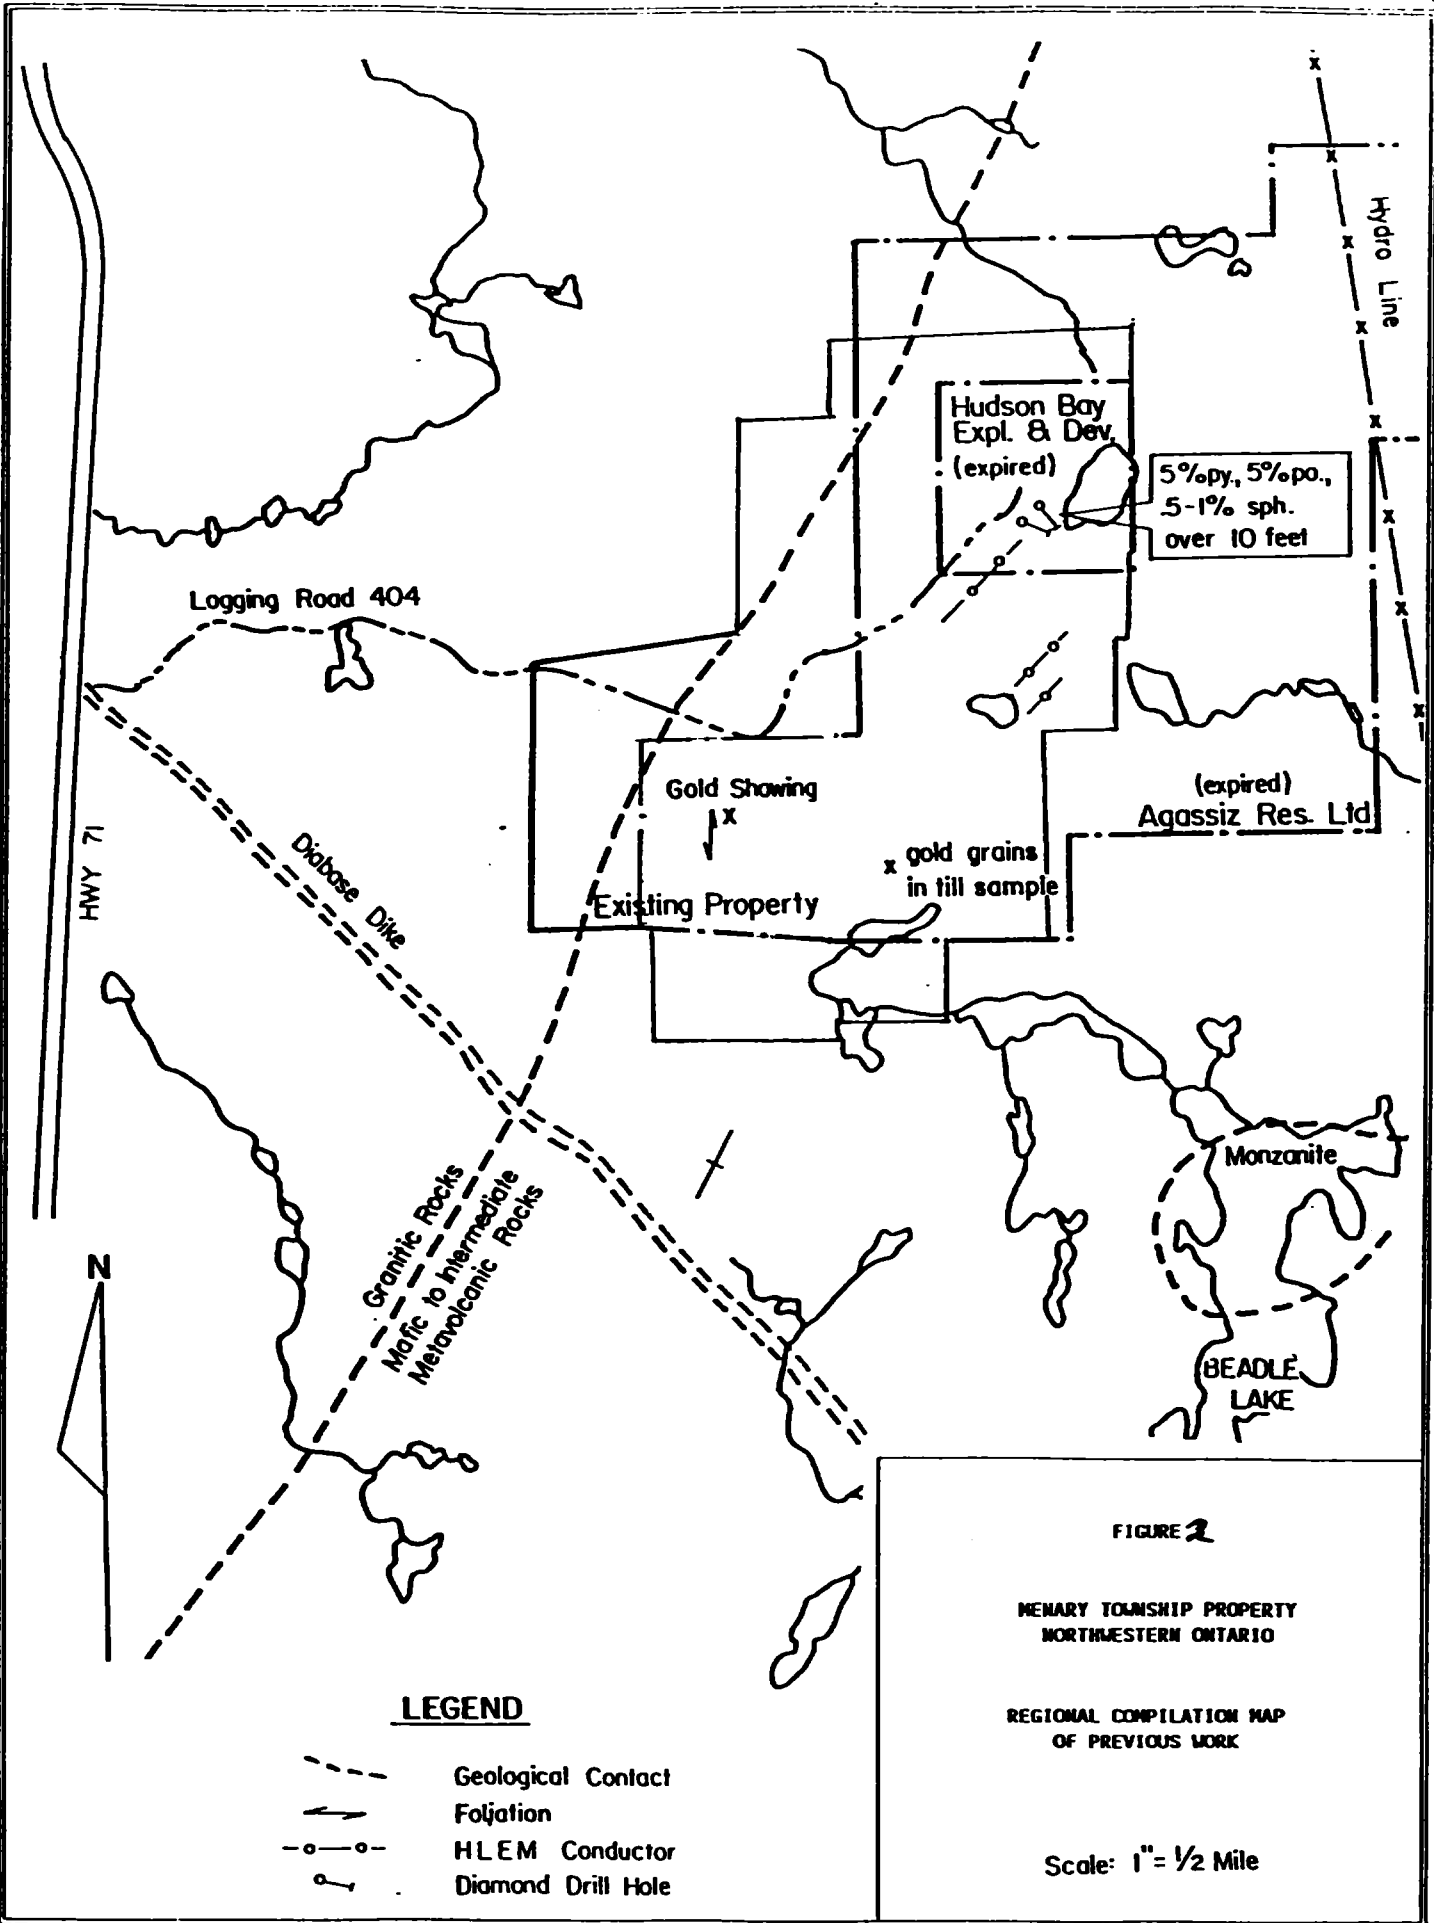 Hydro Line
Hudson Bay
Expl. & Dev.
(expired)
5%py., 5%po.,
.5-1% sph.
over 10 feet
Logging Road 404
HWY 71
Diabase Dike
Gold Showing
x
x gold grains
in till sample
(expired)
Agassiz Res. Ltd
Existing Property
Granitic Rocks
Mafic to Intermediate
Metavolcanic Rocks
Monzanite
BEADLE
LAKE
N
LEGEND
Geological Contact
Foliation
HLEM Conductor
Diamond Drill Hole
FIGURE 2
MENARY TOWNSHIP PROPERTY
NORTHWESTERN ONTARIO
REGIONAL COMPILATION MAP
OF PREVIOUS WORK
Scale: 1"= 1/2 Mile